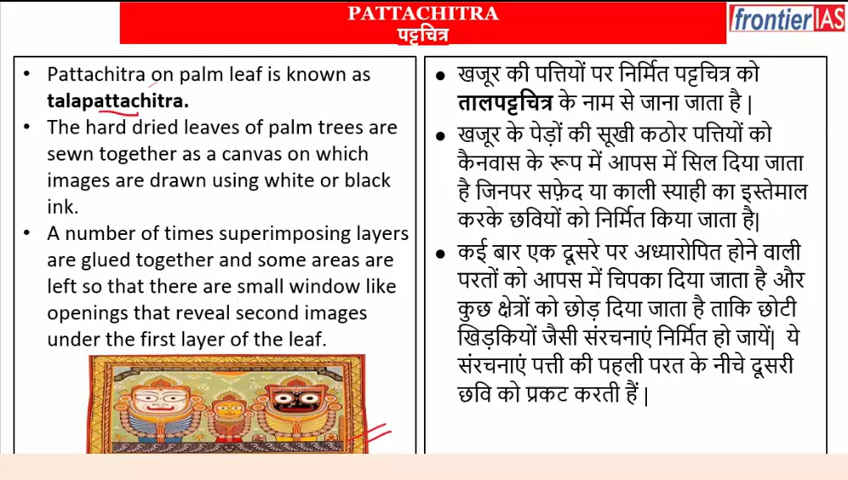 PATTACHITRA
पट्टचित्र
frontierIAS
• Pattachitra on palm leaf is known as
talapattachitra.
• The hard dried leaves of palm trees are
sewn together as a canvas on which
images are drawn using white or black
ink.
• A number of times superimposing layers
are glued together and some areas are
left so that there are small window like
openings that reveal second images
under the first layer of the leaf.
• खजूर की पत्तियों पर निर्मित पट्टचित्र को
तालपट्टचित्र के नाम से जाना जाता है |
• खजूर के पेड़ों की सूखी कठोर पत्तियों को
कैनवास के रूप में आपस में सिल दिया जाता
है जिनपर सफ़ेद या काली स्याही का इस्तेमाल
करके छवियों को निर्मित किया जाता है|
• कई बार एक दूसरे पर अध्यारोपित होने वाली
परतों को आपस में चिपका दिया जाता है और
कुछ क्षेत्रों को छोड़ दिया जाता है ताकि छोटी
खिड़कियों जैसी संरचनाएं निर्मित हो जायें| ये
संरचनाएं पत्ती की पहली परत के नीचे दूसरी
छवि को प्रकट करती हैं |